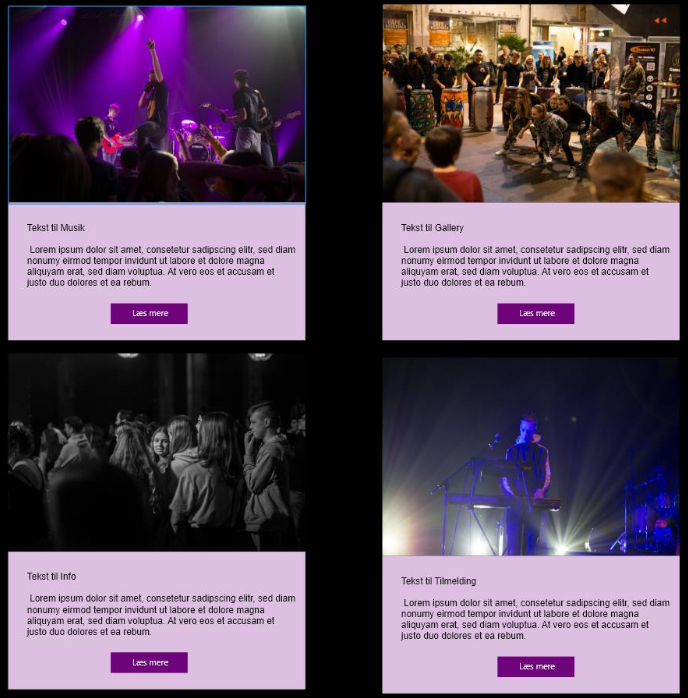 Tekst til Musik
Lorem ipsum dolor sit amet, consetetur sadipscing elitr, sed diam
nonumy eirmod tempor invidunt ut labore et dolore magna
aliquyam erat, sed diam voluptua. At vero eos et accusam et
justo duo dolores et ea rebum.
Læs mere
Tekst til Gallery
Lorem ipsum dolor sit amet, consetetur sadipscing elitr, sed diam
nonumy eirmod tempor invidunt ut labore et dolore magna
aliquyam erat, sed diam voluptua. At vero eos et accusam et
justo duo dolores et ea rebum.
Læs mere
Tekst til Info
Lorem ipsum dolor sit amet, consetetur sadipscing elitr, sed diam
nonumy eirmod tempor invidunt ut labore et dolore magna
aliquyam erat, sed diam voluptua. At vero eos et accusam et
justo duo dolores et ea rebum.
Læs mere
Tekst til Tilmelding
Lorem ipsum dolor sit amet, consetetur sadipscing elitr, sed diam
nonumy eirmod tempor invidunt ut labore et dolore magna
aliquyam erat, sed diam voluptua. At vero eos et accusam et
justo duo dolores et ea rebum.
Læs mere